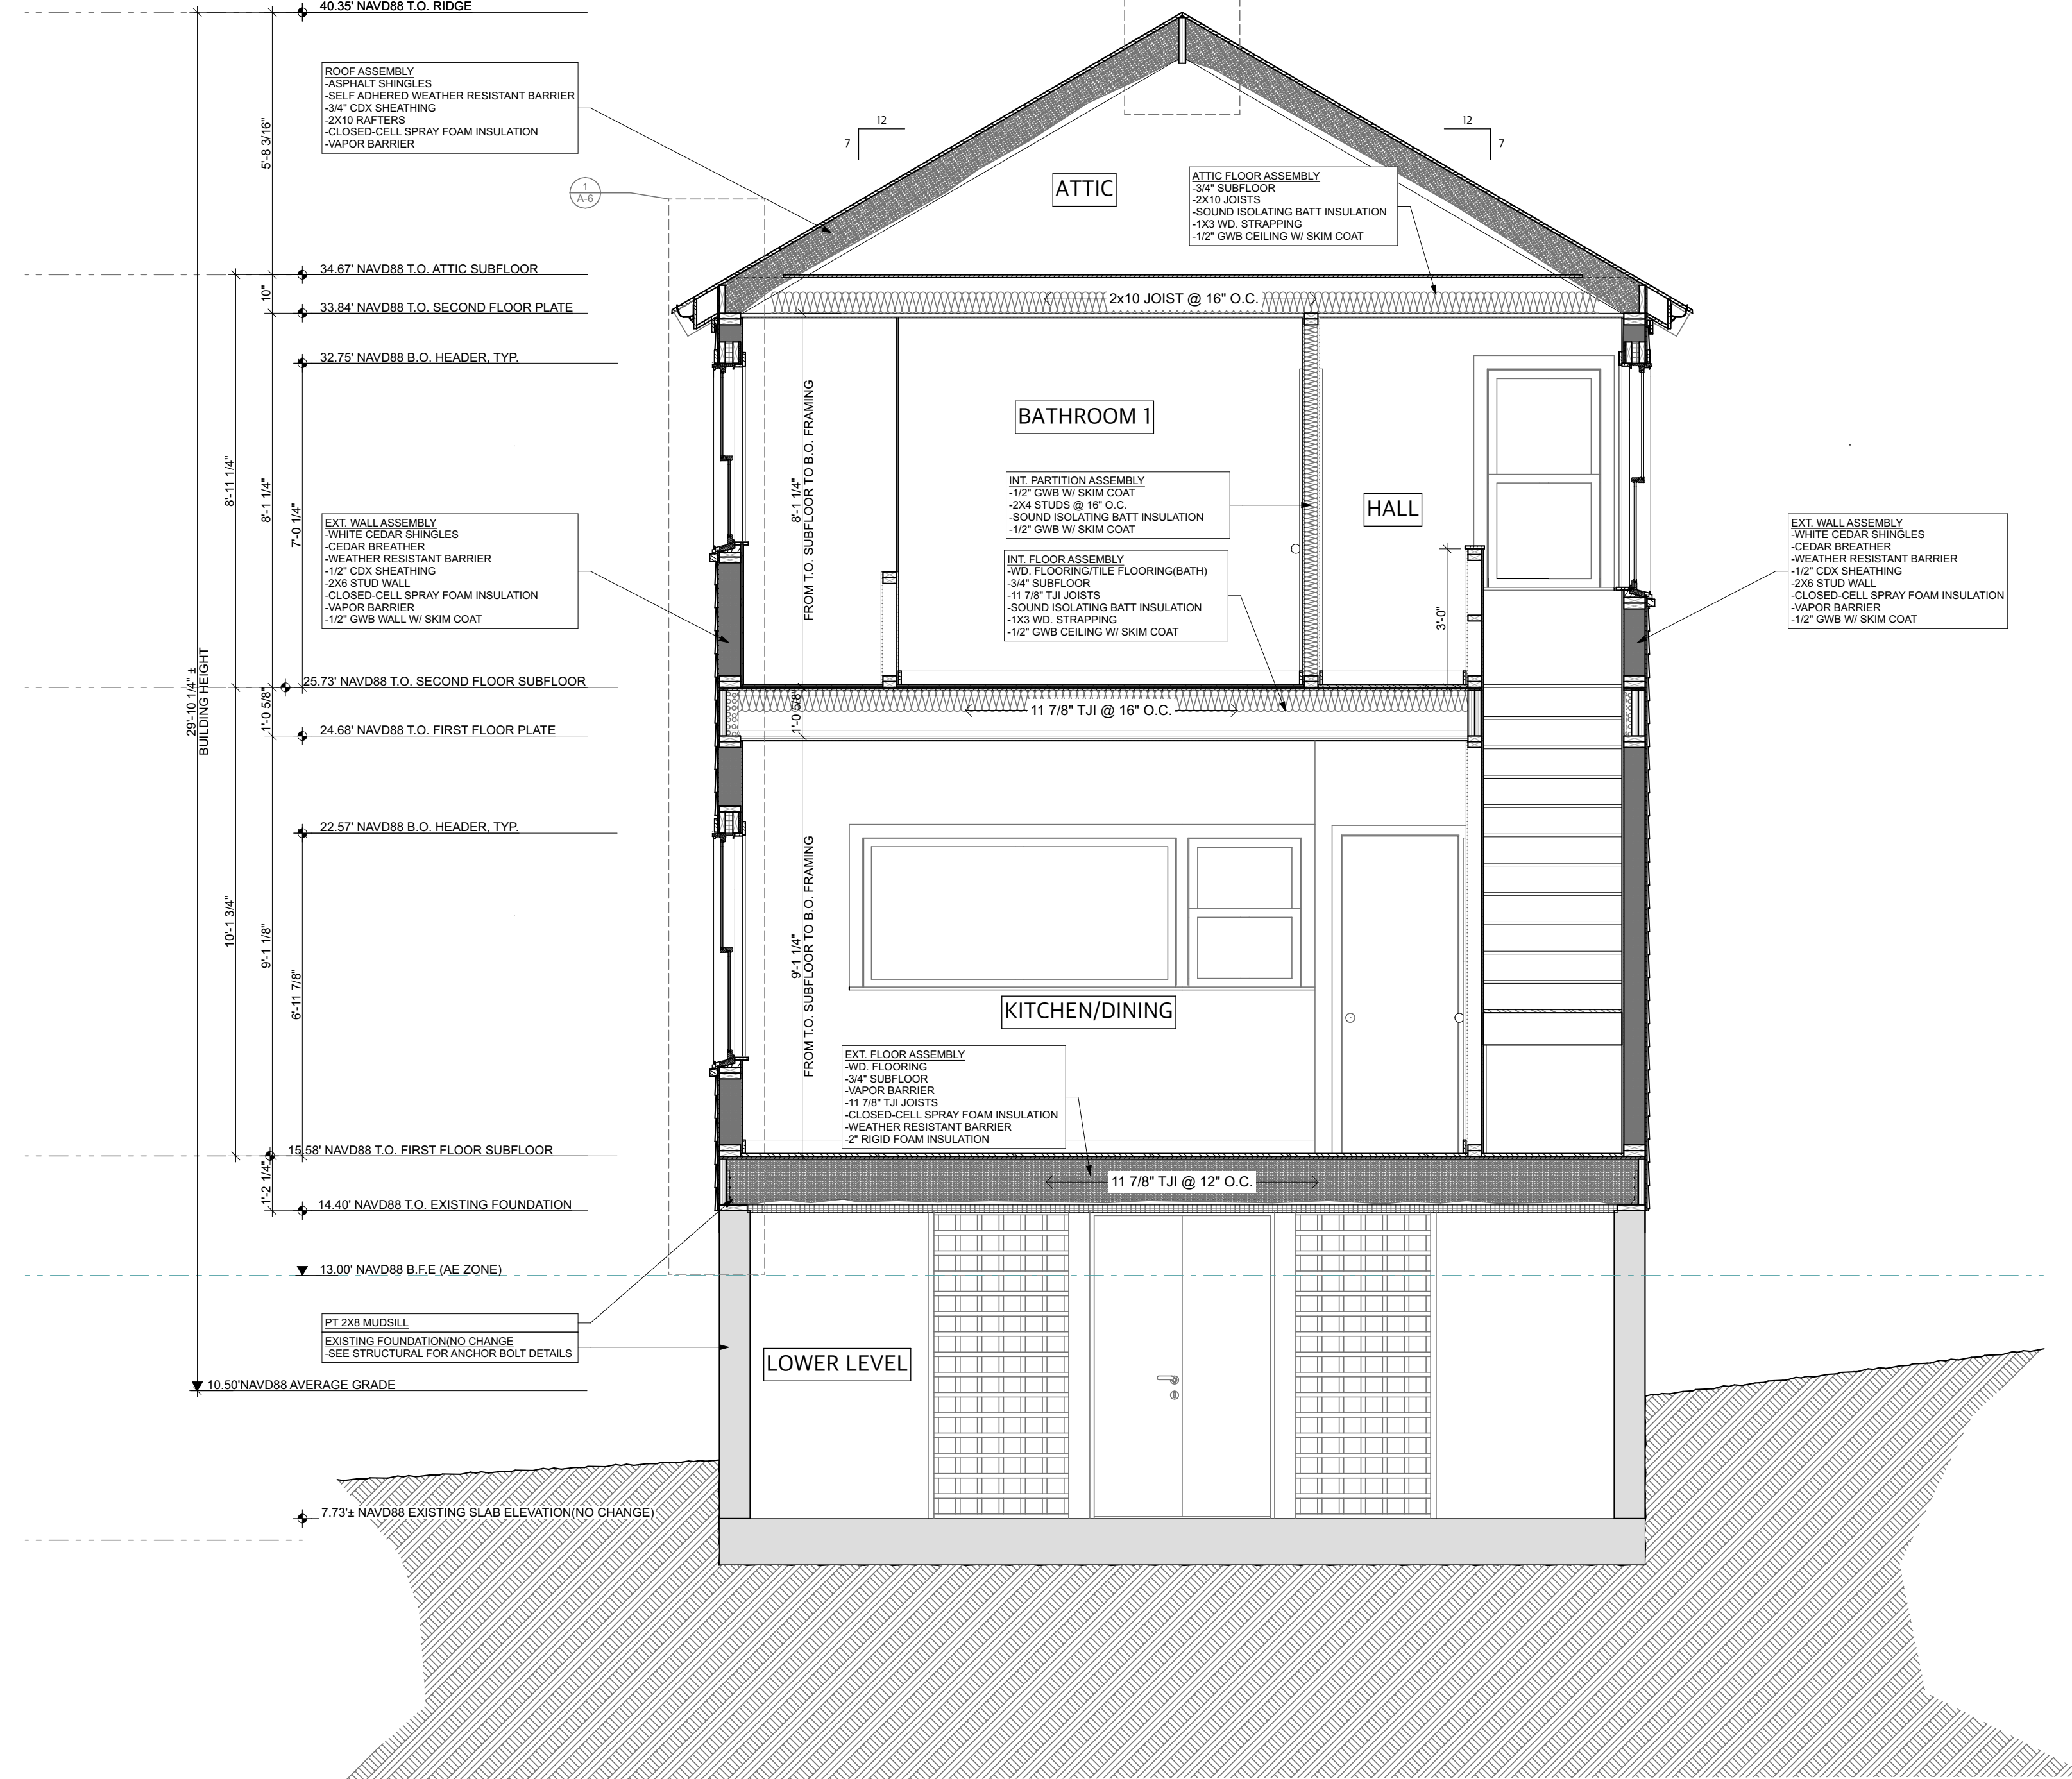 40.35' NAVD88 T.O. RIDGE
ROOF ASSEMBLY
-ASPHALT SHINGLES
-SELF ADHERED WEATHER RESISTANT BARRIER
-3/4" CDX SHEATHING
-2X10 RAFTERS
-CLOSED-CELL SPRAY FOAM INSULATION
-VAPOR BARRIER
5'-8 3/16"
12
7
12
7
1
A-6
ATTIC
ATTIC FLOOR ASSEMBLY
-3/4" SUBFLOOR
-2X10 JOISTS
-SOUND ISOLATING BATT INSULATION
-1X3 WD. STRAPPING
-1/2" GWB CEILING W/ SKIM COAT
34.67' NAVD88 T.O. ATTIC SUBFLOOR
10"
2x10 JOIST @ 16" O.C.
33.84' NAVD88 T.O. SECOND FLOOR PLATE
32.75' NAVD88 B.O. HEADER, TYP.
8'-11 1/4"
8'-1 1/4"
7'-0 1/4"
8'-1 1/4"
FROM T.O. SUBFLOOR TO B.O. FRAMING
BATHROOM 1
INT. PARTITION ASSEMBLY
-1/2" GWB W/ SKIM COAT
-2X4 STUDS @ 16" O.C.
-SOUND ISOLATING BATT INSULATION
-1/2" GWB W/ SKIM COAT
HALL
EXT. WALL ASSEMBLY
-WHITE CEDAR SHINGLES
-CEDAR BREATHER
-WEATHER RESISTANT BARRIER
-1/2" CDX SHEATHING
-2X6 STUD WALL
-CLOSED-CELL SPRAY FOAM INSULATION
-VAPOR BARRIER
-1/2" GWB WALL W/ SKIM COAT
INT. FLOOR ASSEMBLY
-WD. FLOORING/TILE FLOORING(BATH)
-3/4" SUBFLOOR
-11 7/8" TJI JOISTS
-SOUND ISOLATING BATT INSULATION
-1X3 WD. STRAPPING
-1/2" GWB CEILING W/ SKIM COAT
3'-0"
EXT. WALL ASSEMBLY
-WHITE CEDAR SHINGLES
-CEDAR BREATHER
-WEATHER RESISTANT BARRIER
-1/2" CDX SHEATHING
-2X6 STUD WALL
-CLOSED-CELL SPRAY FOAM INSULATION
-VAPOR BARRIER
-1/2" GWB W/ SKIM COAT
29'-10 1/4" ±
BUILDING HEIGHT
25.73' NAVD88 T.O. SECOND FLOOR SUBFLOOR
1'-0 5/8"
1'-0 5/8"
11 7/8" TJI @ 16" O.C.
24.68' NAVD88 T.O. FIRST FLOOR PLATE
22.57' NAVD88 B.O. HEADER, TYP.
10'-1 3/4"
9'-1 1/8"
6'-11 7/8"
9'-1 1/4"
FROM T.O. SUBFLOOR TO B.O. FRAMING
KITCHEN/DINING
EXT. FLOOR ASSEMBLY
-WD. FLOORING
-3/4" SUBFLOOR
-VAPOR BARRIER
-11 7/8" TJI JOISTS
-CLOSED-CELL SPRAY FOAM INSULATION
-WEATHER RESISTANT BARRIER
-2" RIGID FOAM INSULATION
15.58' NAVD88 T.O. FIRST FLOOR SUBFLOOR
1'-2 1/4"
11 7/8" TJI @ 12" O.C.
14.40' NAVD88 T.O. EXISTING FOUNDATION
13.00' NAVD88 B.F.E (AE ZONE)
PT 2X8 MUDSILL
EXISTING FOUNDATION(NO CHANGE
-SEE STRUCTURAL FOR ANCHOR BOLT DETAILS
LOWER LEVEL
10.50'NAVD88 AVERAGE GRADE
7.73'± NAVD88 EXISTING SLAB ELEVATION(NO CHANGE)